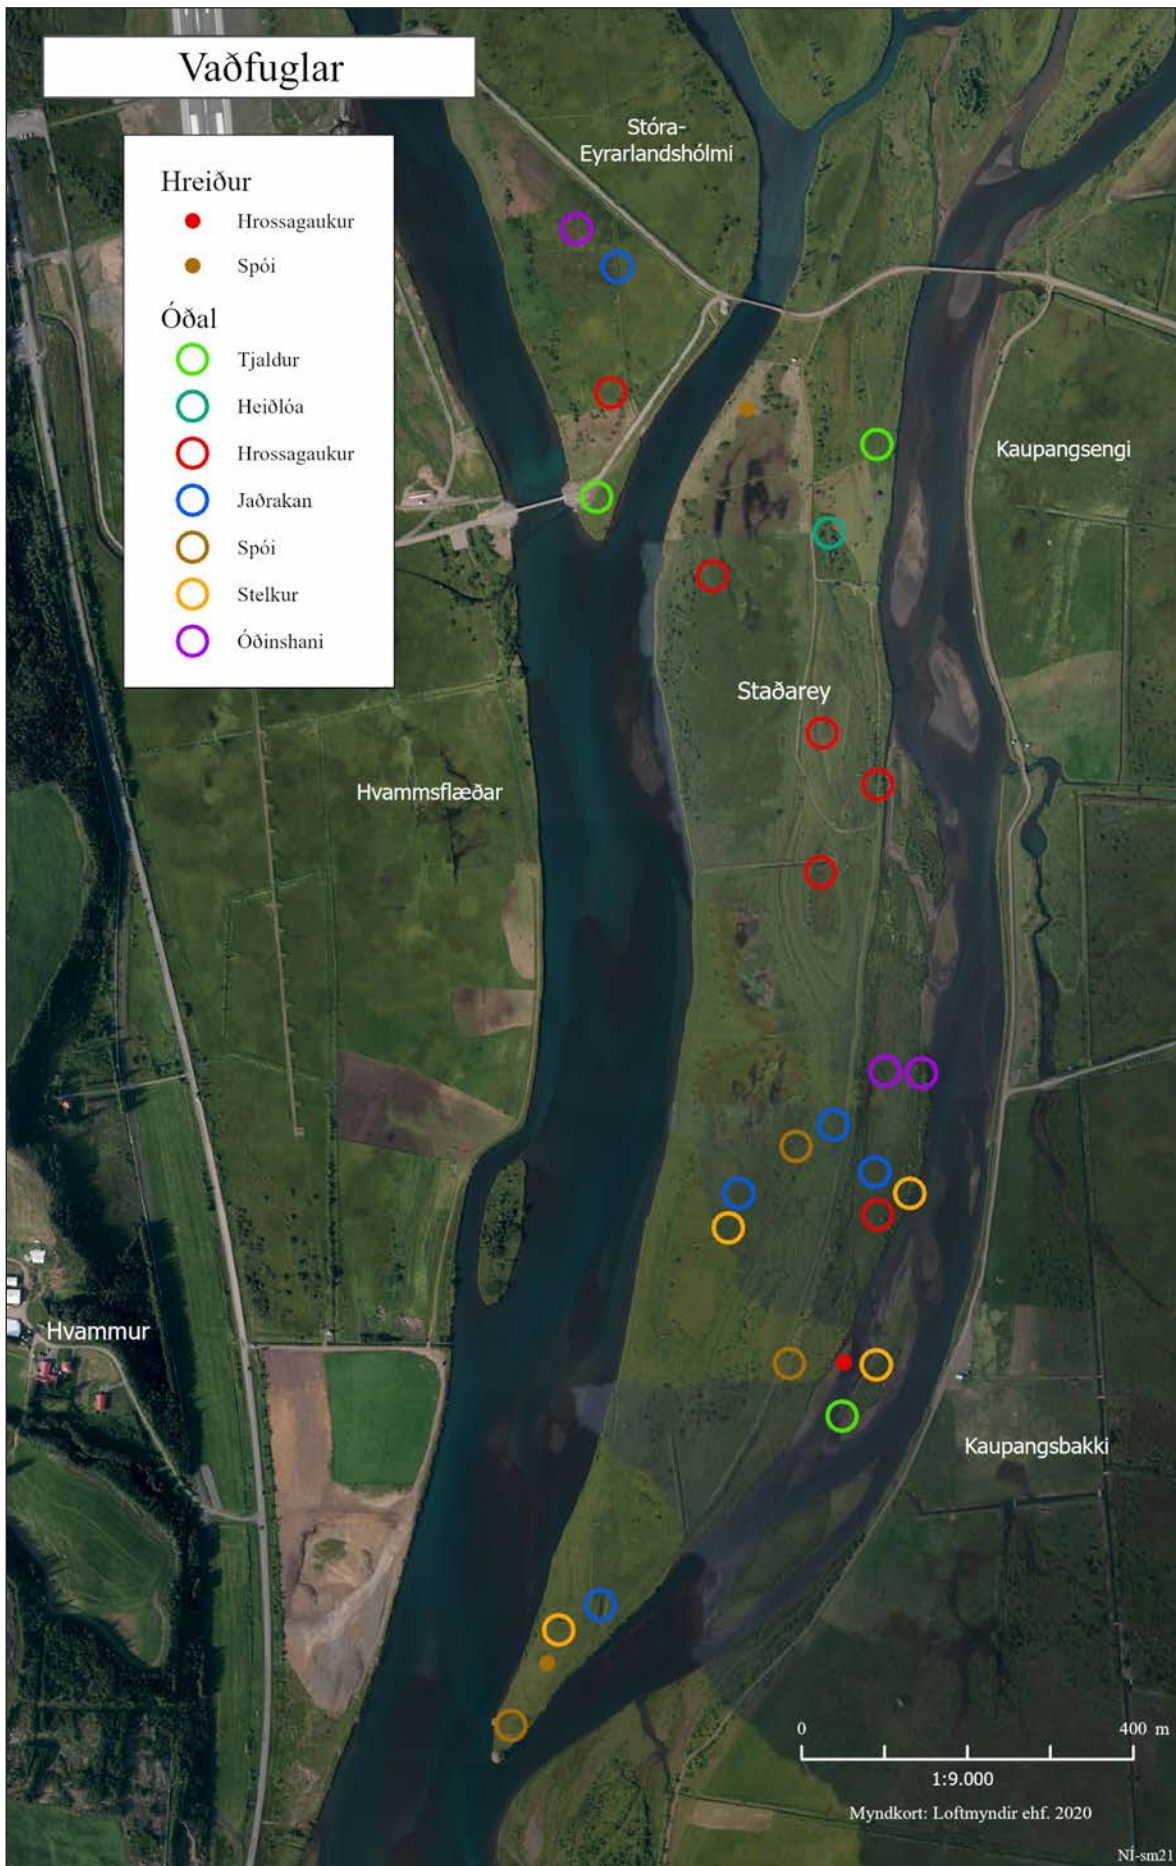 Vaðfuglar
Hreiður
Hrossagaukur
Spói
Óðal
Tjaldur
Heiðlóa
Hrossagaukur
Jaðrakan
Spói
Stelkur
Óðinshani
Stóra-
Eyrarlandshólmi
Kaupangsengi
Staðarey
Hvammsflæðar
Hvammur
Kaupangsbakki
0 400 m
1:9.000
Myndkort: Loftmyndir ehf. 2020
NÍ-sm21